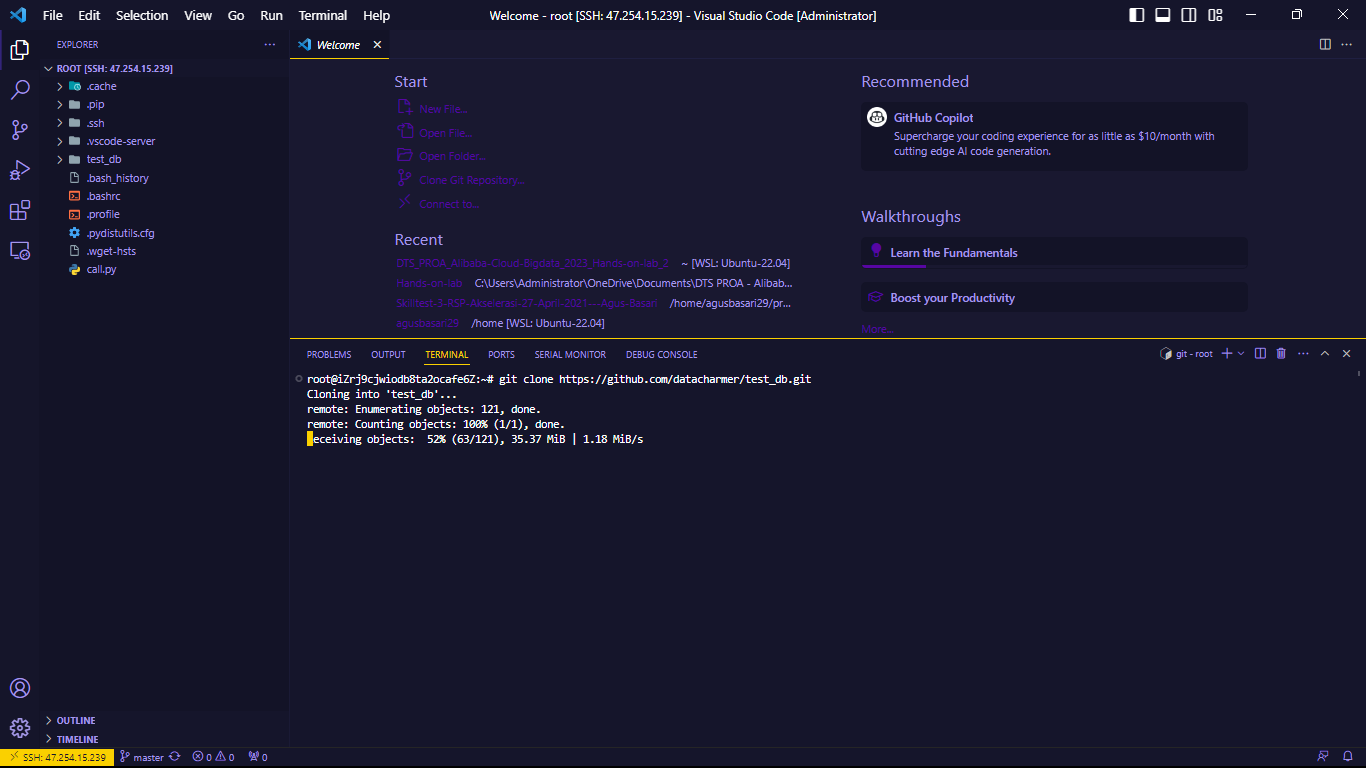 File Edit Selection View Go Run Terminal Help
Welcome - root [SSH: 47.254.15.239] - Visual Studio Code [Administrator]
EXPLORER
ROOT [SSH: 47.254.15.239]
.cache
.pip
.ssh
.vscode-server
test_db
.bash_history
.bashrc
.profile
.pydistutils.cfg
.wget-hsts
call.py
OUTLINE
TIMELINE
Welcome
Start
New File...
Open File...
Open Folder...
Clone Git Repository...
Connect to...
Recent
DTS_PROA_Alibaba-Cloud-Bigdata_2023_Hands-on-lab_2 ~ [WSL: Ubuntu-22.04]
Hands-on-lab C:\Users\Administrator\OneDrive\Documents\DTS PROA - Alibab...
Skilltest-3-RSP-Akselerasi-27-April-2021---Agus-Basari /home/agusbasari29/pr...
agusbasari29 /home [WSL: Ubuntu-22.04]
Recommended
GitHub Copilot
Supercharge your coding experience for as little as $10/month with
cutting edge AI code generation.
Walkthroughs
Learn the Fundamentals
Boost your Productivity
More...
PROBLEMS OUTPUT TERMINAL PORTS SERIAL MONITOR DEBUG CONSOLE
git - root
root@iZrj9cjwiodb8ta2ocafe6Z:~# git clone https://github.com/datacharmer/test_db.git
Cloning into 'test_db'...
remote: Enumerating objects: 121, done.
remote: Counting objects: 100% (1/1), done.
eceiving objects:  52% (63/121), 35.37 MiB | 1.18 MiB/s
SSH: 47.254.15.239 master 0 0 0